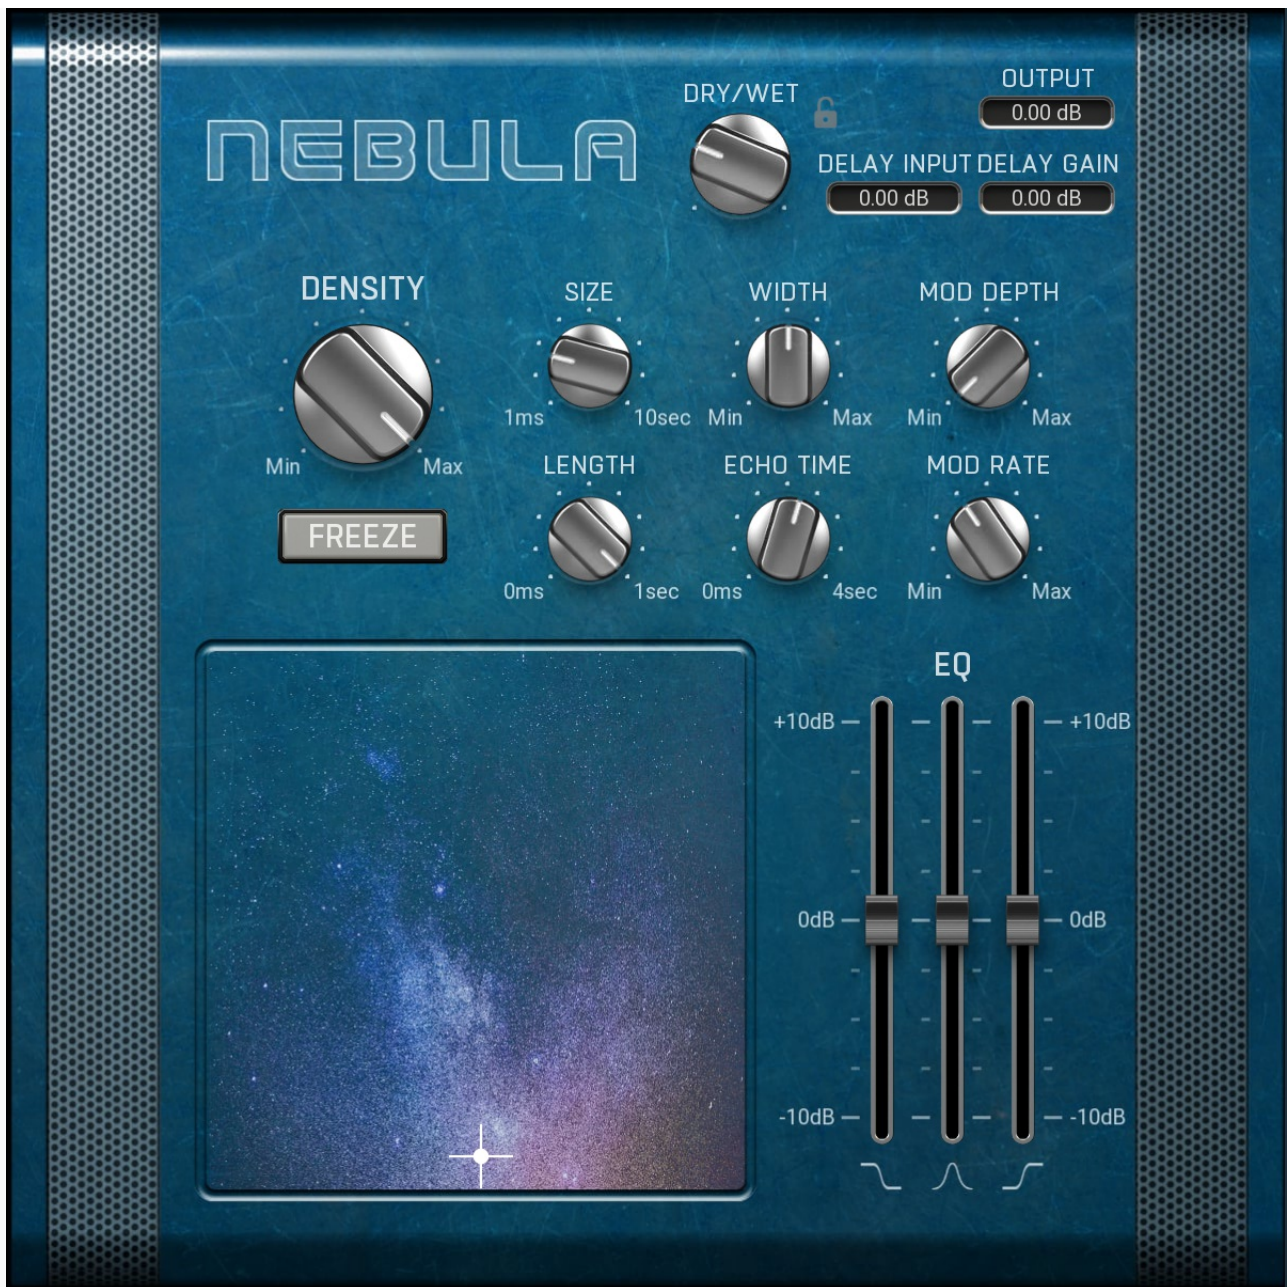 NEBULA
DRY/WET
OUTPUT
0.00 dB
DELAY INPUT DELAY GAIN
0.00 dB 0.00 dB
DENSITY
Min Max
FREEZE
SIZE WIDTH MOD DEPTH
1ms 10sec Min Max Min Max
LENGTH ECHO TIME MOD RATE
0ms 1sec 0ms 4sec Min Max
EQ
+10dB +10dB
0dB 0dB
-10dB -10dB